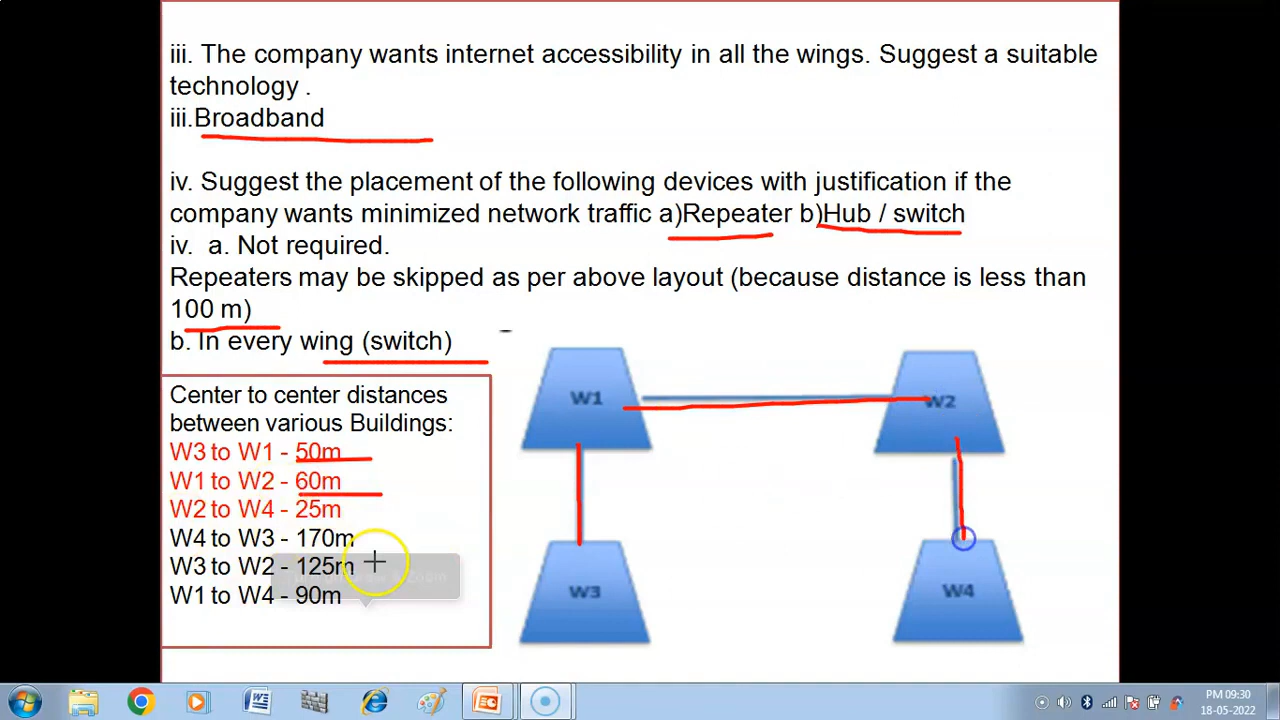 iii. The company wants internet accessibility in all the wings. Suggest a suitable
technology .
iii.Broadband
iv. Suggest the placement of the following devices with justification if the
company wants minimized network traffic a)Repeater b)Hub / switch
iv. a. Not required.
Repeaters may be skipped as per above layout (because distance is less than
100 m)
b. In every wing (switch)
Center to center distances
between various Buildings:
W3 to W1 - 50m
W1 to W2 - 60m
W2 to W4 - 25m
W4 to W3 - 170m
W3 to W2 - 125m
W1 to W4 - 90m
W1
W2
W3
W4
PM 09:30
18-05-2022